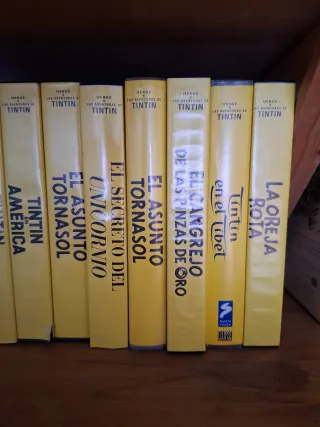 HERGÉ
LAS AVENTURAS DE
TINTIN
TINTIN
AMÉRICA
HERGÉ
LAS AVENTURAS DE
TINTIN
EL ASUNTO
TORNASOL
HERGÉ
LAS AVENTURAS DE
TINTIN
EL SECRETO DEL
UNICORNIO
HERGÉ
LAS AVENTURAS DE
TINTIN
EL ASUNTO
TORNASOL
HERGÉ
LAS AVENTURAS DE
TINTIN
EL CANGREJO
DE LAS PINZAS DE ORO
HERGÉ
LAS AVENTURAS DE
TINTIN
Tintín
en el Tíbet
HERGÉ
LAS AVENTURAS DE
TINTIN
LA OREJA
ROTA